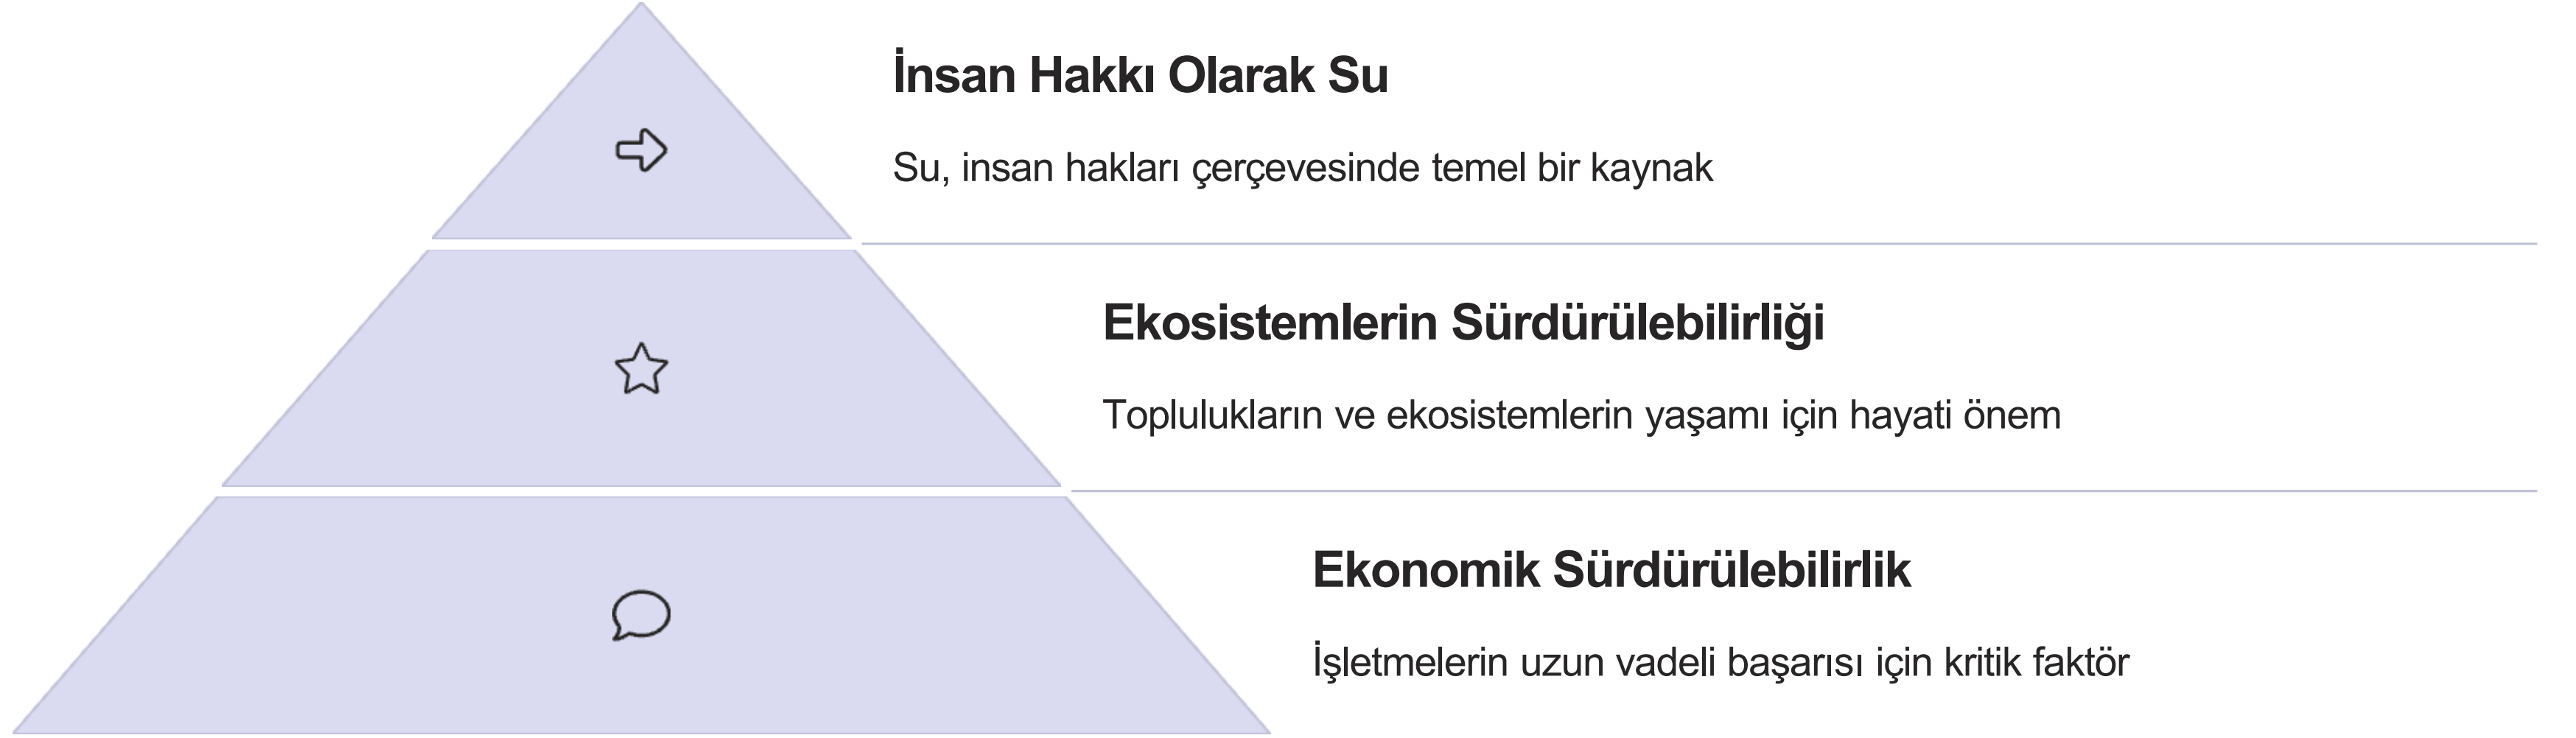 İnsan Hakkı Olarak Su
Su, insan hakları çerçevesinde temel bir kaynak
Ekosistemlerin Sürdürülebilirliği
Toplulukların ve ekosistemlerin yaşamı için hayati önem
Ekonomik Sürdürülebilirlik
İşletmelerin uzun vadeli başarısı için kritik faktör